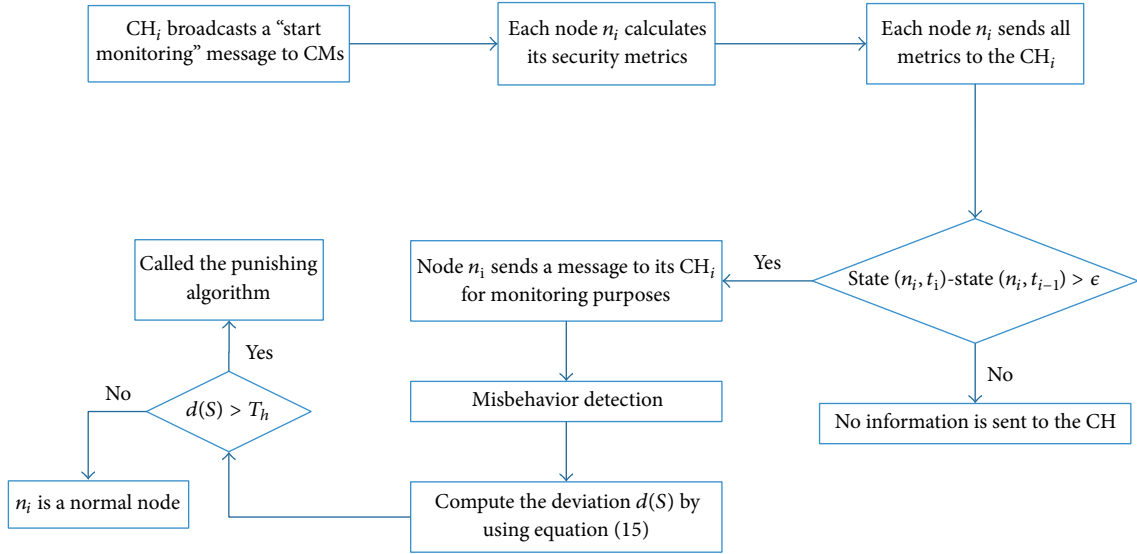 CHᵢ broadcasts a “start
monitoring” message to CMs
Each node nᵢ calculates
its security metrics
Each node nᵢ sends all
metrics to the CHᵢ
State (nᵢ, tᵢ)-state (nᵢ, tᵢ₋₁) > ϵ
Yes
No
No information is sent to the CH
Node nᵢ sends a message to its CHᵢ
for monitoring purposes
Misbehavior detection
Compute the deviation d(S) by
using equation (15)
d(S) > Tₕ
Yes
Called the punishing
algorithm
No
nᵢ is a normal node